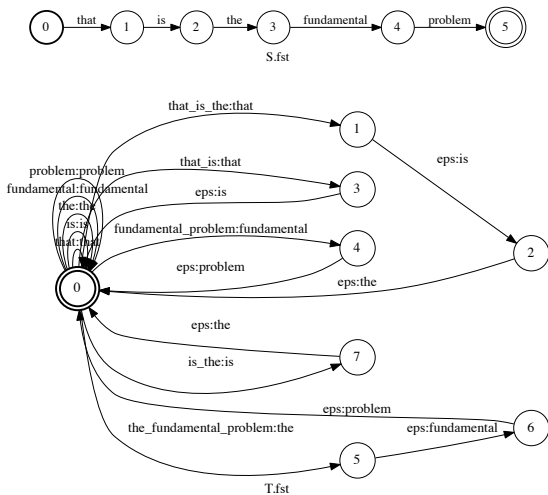 that is the fundamental problem
0 1 2 3 4 5
S.fst
that_is_the:that
1
problem:problem
that_is:that
eps:is
fundamental:fundamental
3
the:the
eps:is
is:is
fundamental_problem:fundamental
that:that
4
2
eps:problem
eps:the
0
eps:the
7
is_the:is
eps:problem
6
the_fundamental_problem:the
eps:fundamental
5
T.fst